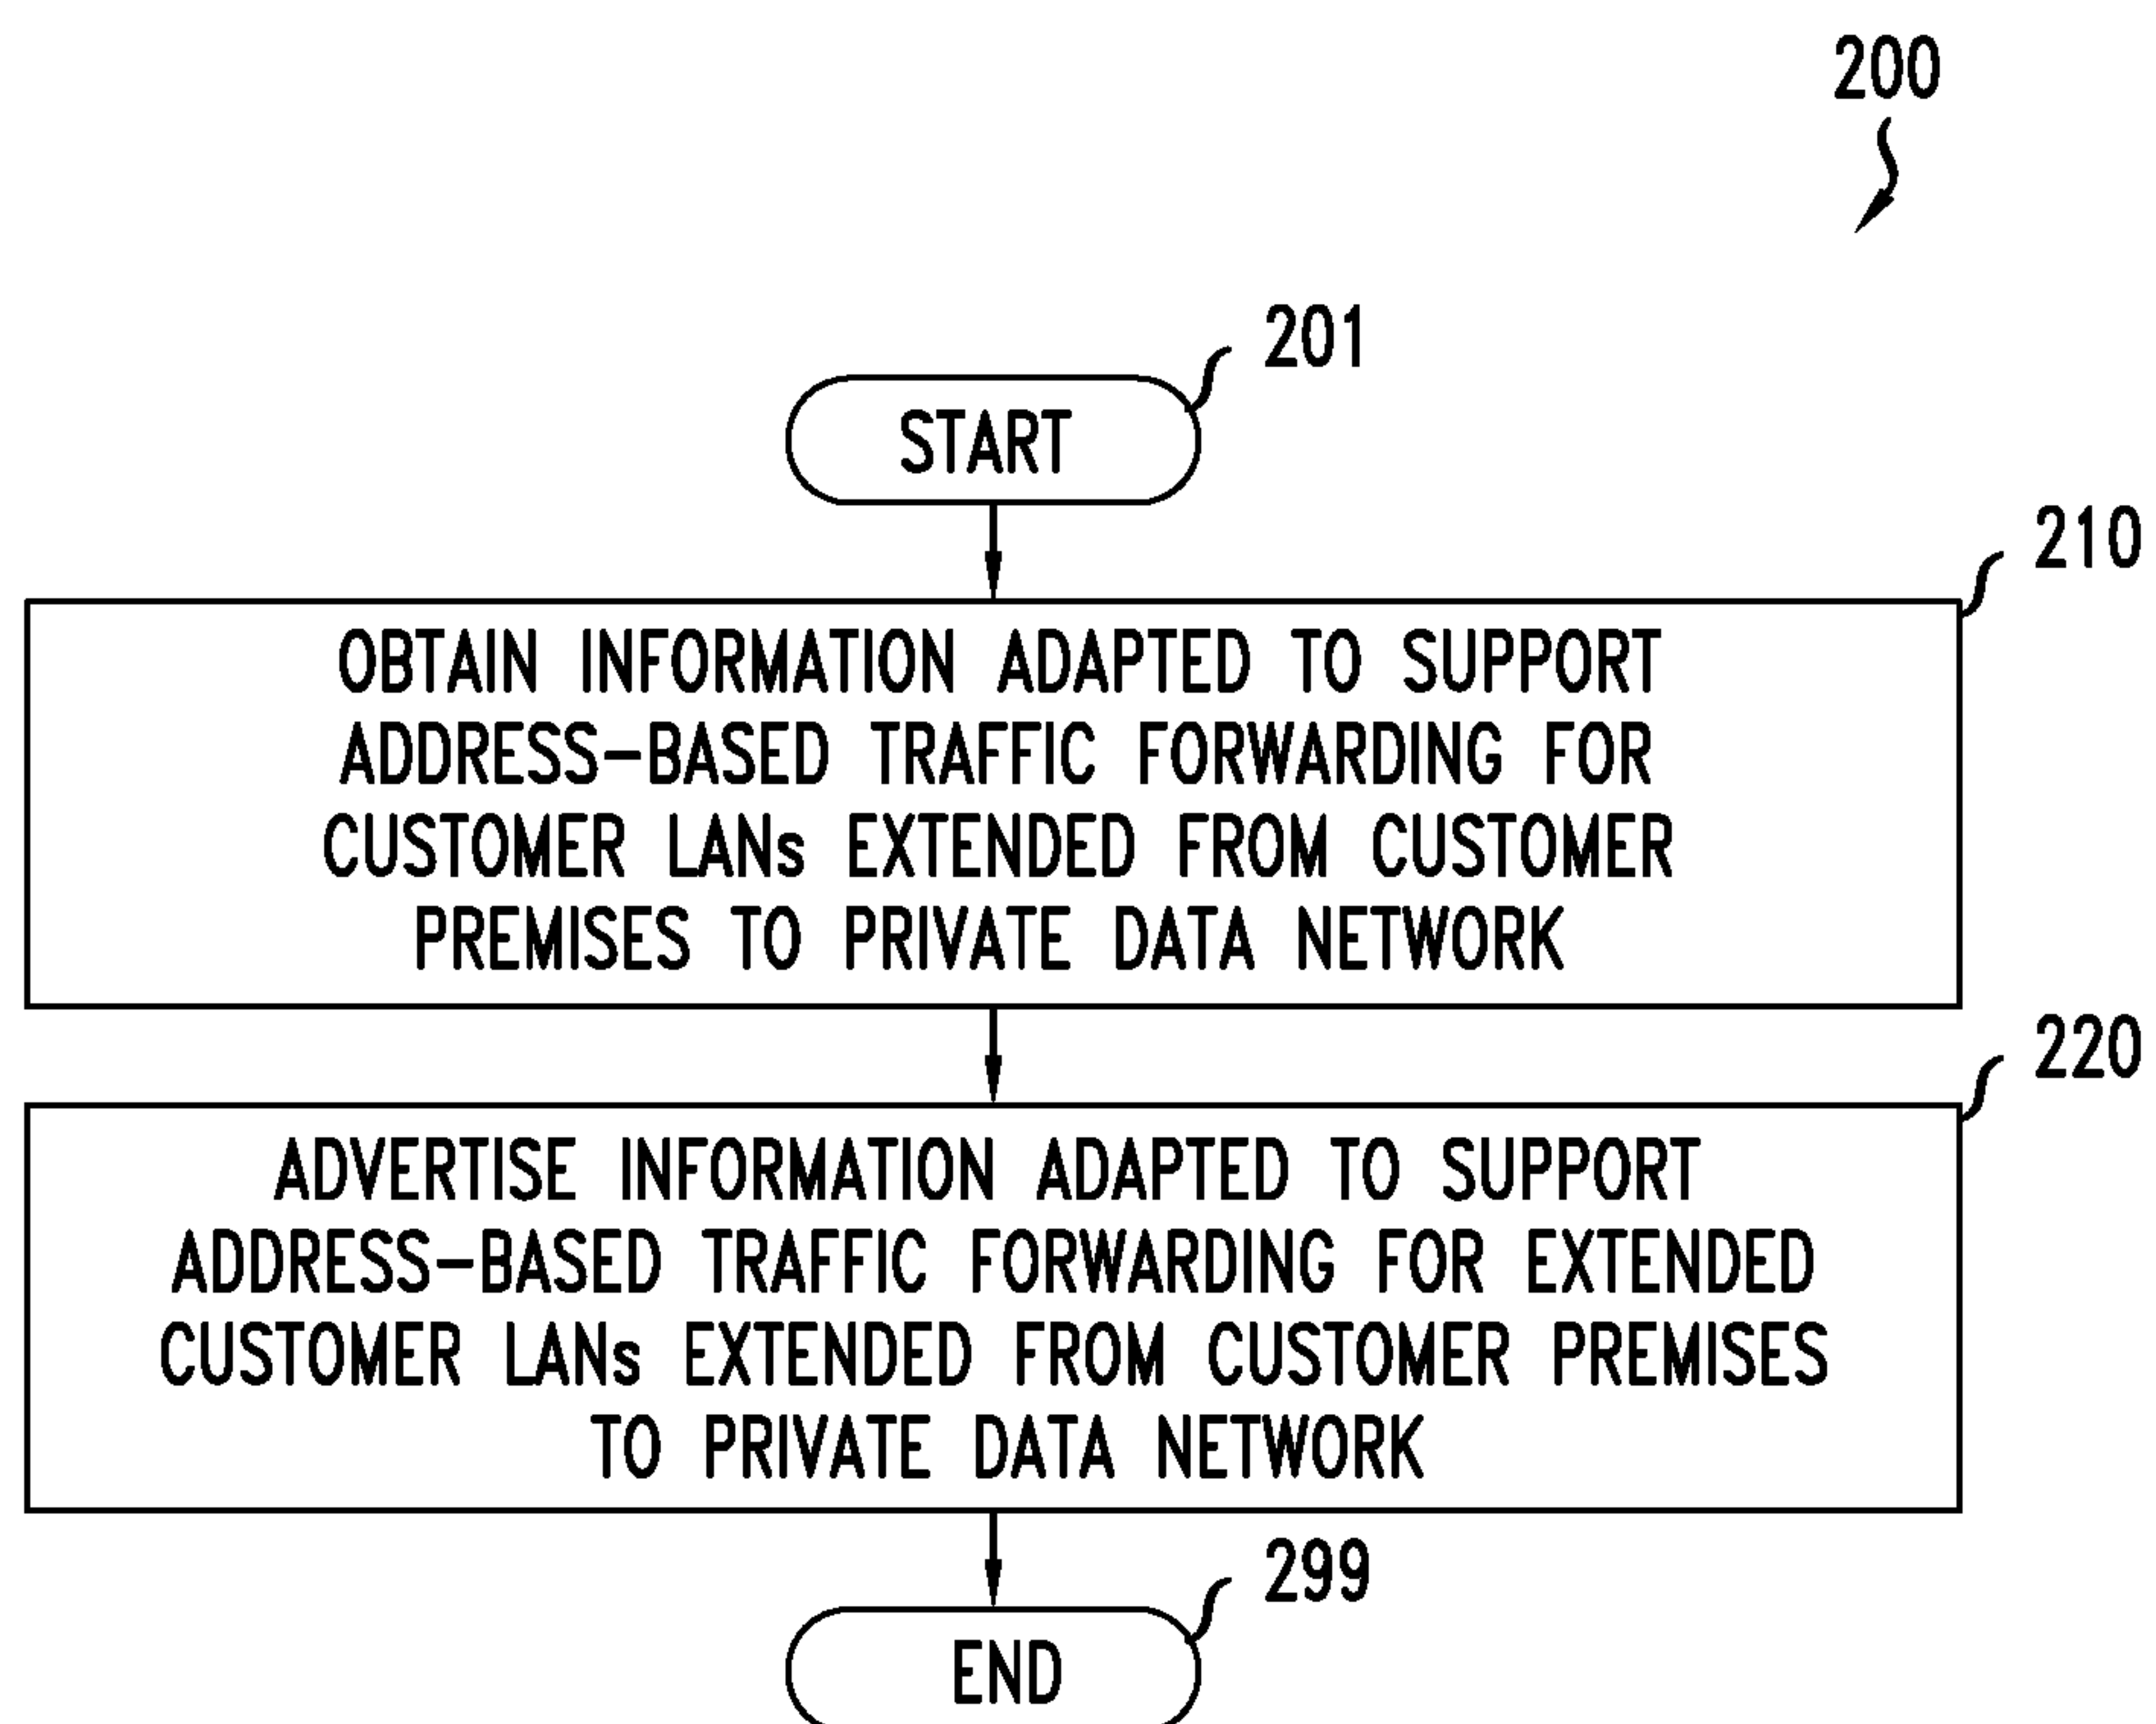 200
201
START
210
OBTAIN INFORMATION ADAPTED TO SUPPORT
ADDRESS-BASED TRAFFIC FORWARDING FOR
CUSTOMER LANs EXTENDED FROM CUSTOMER
PREMISES TO PRIVATE DATA NETWORK
220
ADVERTISE INFORMATION ADAPTED TO SUPPORT
ADDRESS-BASED TRAFFIC FORWARDING FOR EXTENDED
CUSTOMER LANs EXTENDED FROM CUSTOMER PREMISES
TO PRIVATE DATA NETWORK
299
END